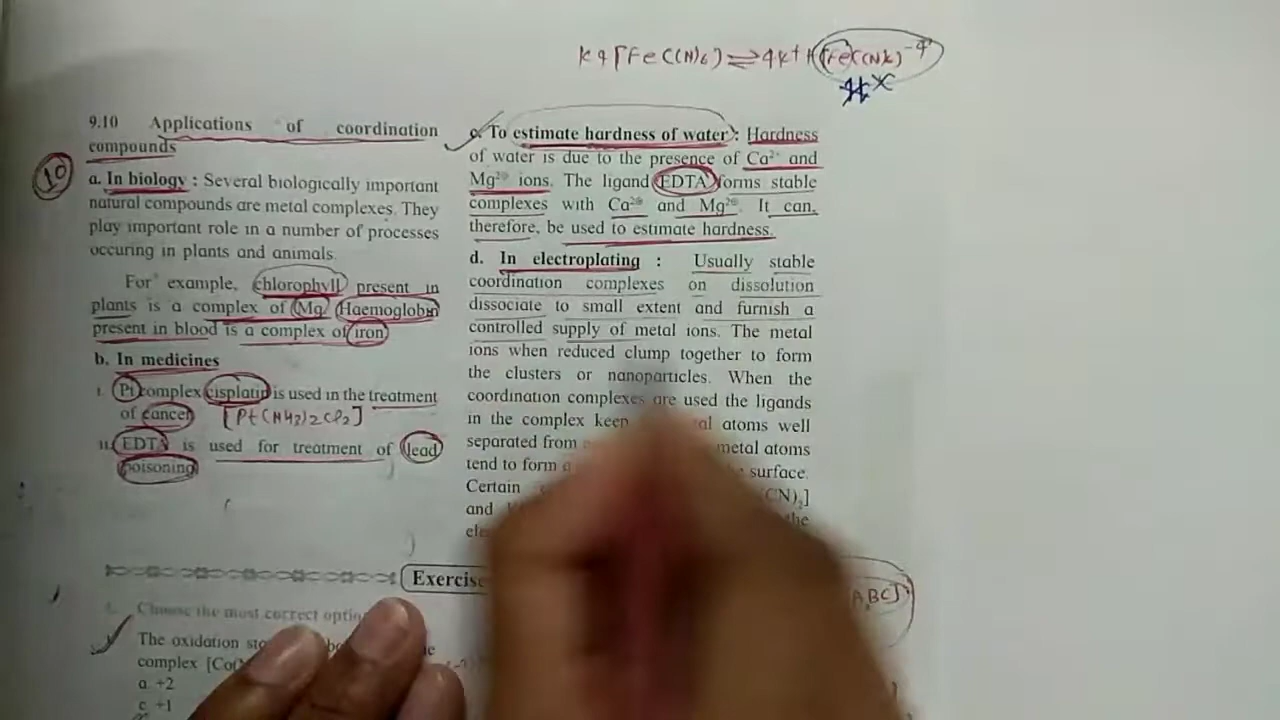 K4[Fe(CN)6] ⇌ 4K+ + [Fe(CN)6]-4
9.10 Applications of coordination
compounds
10
a. In biology : Several biologically important
natural compounds are metal complexes. They
play important role in a number of processes
occuring in plants and animals.
For example, chlorophyll present in
plants is a complex of Mg Haemoglobin
present in blood is a complex of iron
b. In medicines
i. Pt complex cisplatin is used in the treatment
of cancer [Pt(NH3)2Cl2]
ii. EDTA is used for treatment of lead
poisoning
c. To estimate hardness of water : Hardness
of water is due to the presence of Ca2⊕ and
Mg2⊕ ions. The ligand EDTA forms stable
complexes with Ca2⊕ and Mg2⊕. It can,
therefore, be used to estimate hardness.
d. In electroplating : Usually stable
coordination complexes on dissolution
dissociate to small extent and furnish a
controlled supply of metal ions. The metal
ions when reduced clump together to form
the clusters or nanoparticles. When the
coordination complexes are used the ligands
in the complex keep atoms well
separated from metal atoms
tend to form a surface.
Certain (CN)2]
and the
Exercise
ABC]
1. Choose the most correct option
The oxidation
complex [Co(
a. +2
c. +1